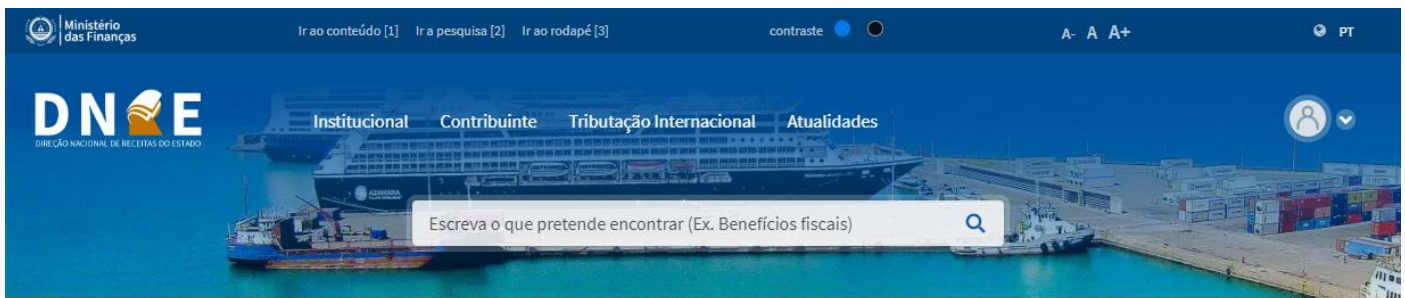 Ministério
das Finanças
Ir ao conteúdo [1] Ir a pesquisa [2] Ir ao rodapé [3]
contraste
A- A A+
PT
DNRE
DIREÇÃO NACIONAL DE RECEITAS DO ESTADO
Institucional Contribuinte Tributação Internacional Atualidades
AZAMARA
Escreva o que pretende encontrar (Ex. Benefícios fiscais)